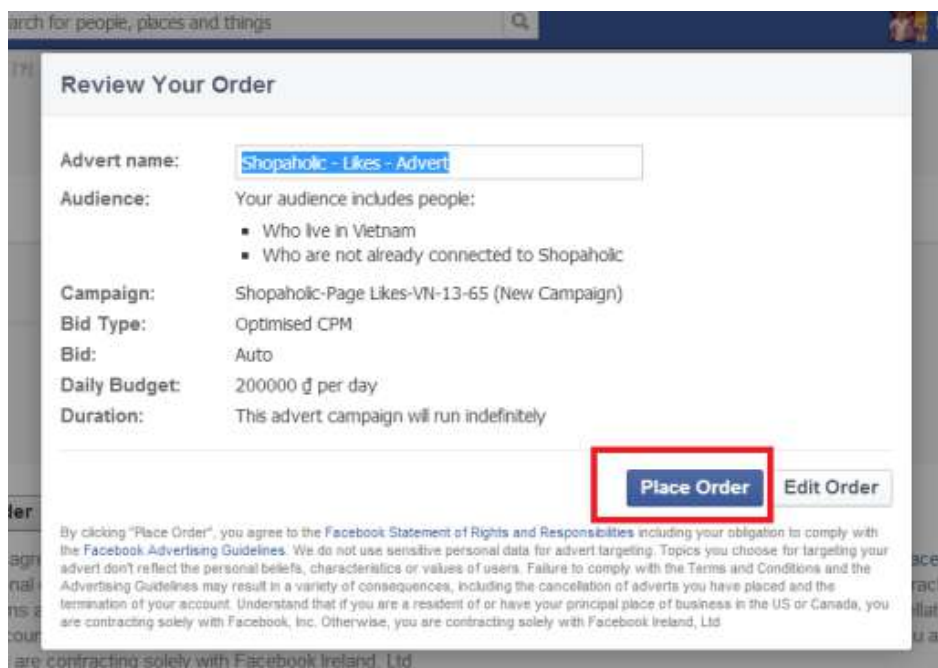 arch for people, places and things
Review Your Order
Advert name:
Shopaholic - Likes - Advert
Audience:
Your audience includes people:
Who live in Vietnam
Who are not already connected to Shopaholic
Campaign:
Shopaholic-Page Likes-VN-13-65 (New Campaign)
Bid Type:
Optimised CPM
Bid:
Auto
Daily Budget:
200000 ₫ per day
Duration:
This advert campaign will run indefinitely
Place Order
Edit Order
By clicking "Place Order", you agree to the Facebook Statement of Rights and Responsibilities including your obligation to comply with
the Facebook Advertising Guidelines. We do not use sensitive personal data for advert targeting. Topics you choose for targeting your
advert don't reflect the personal beliefs, characteristics or values of users. Failure to comply with the Terms and Conditions and the
Advertising Guidelines may result in a variety of consequences, including the cancellation of adverts you have placed and the
termination of your account. Understand that if you are a resident of or have your principal place of business in the US or Canada, you
are contracting solely with Facebook, Inc. Otherwise, you are contracting solely with Facebook Ireland, Ltd
are contracting solely with Facebook Ireland, Ltd